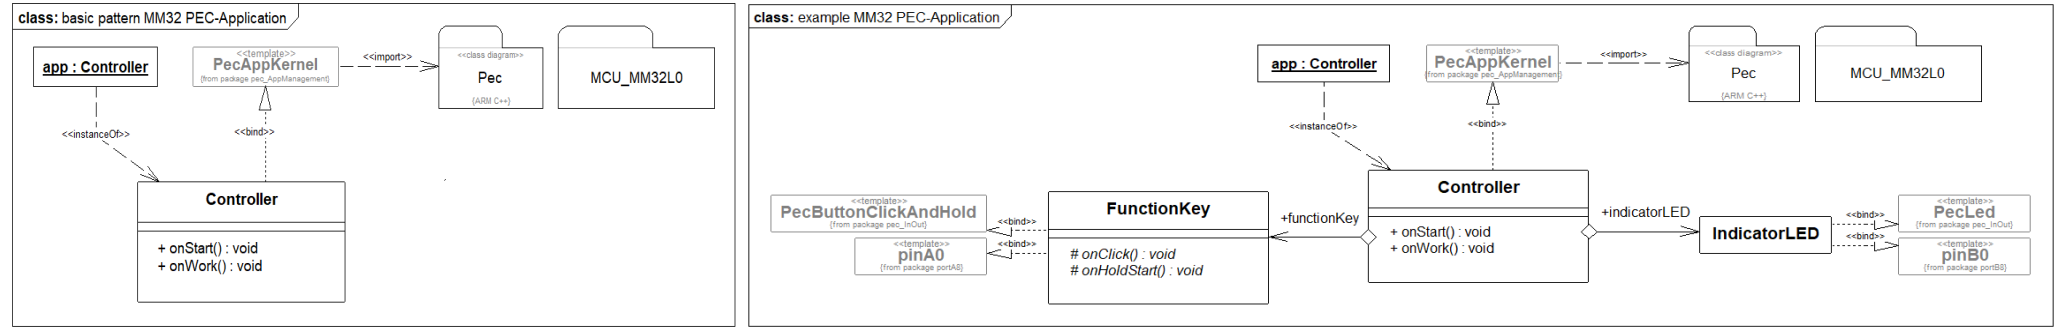 class: basic pattern MM32 PEC-Application
app : Controller
<<template>>
PecAppKernel
{from package pec_AppManagement}
<<import>>
<<class diagram>>
Pec
{ARM C++}
MCU_MM32L0
<<instanceOf>>
<<bind>>
Controller
+ onStart() : void
+ onWork() : void
class: example MM32 PEC-Application
app : Controller
<<template>>
PecAppKernel
{from package pec_AppManagement}
<<import>>
<<class diagram>>
Pec
{ARM C++}
MCU_MM32L0
<<instanceOf>>
<<bind>>
<<template>>
PecButtonClickAndHold
{from package pec_InOut}
<<bind>>
<<template>>
pinA0
{from package portA8}
<<bind>>
FunctionKey
# onClick() : void
# onHoldStart() : void
+functionKey
Controller
+ onStart() : void
+ onWork() : void
+indicatorLED
IndicatorLED
<<bind>>
<<bind>>
<<template>>
PecLed
{from package pec_InOut}
<<template>>
pinB0
{from package portB8}